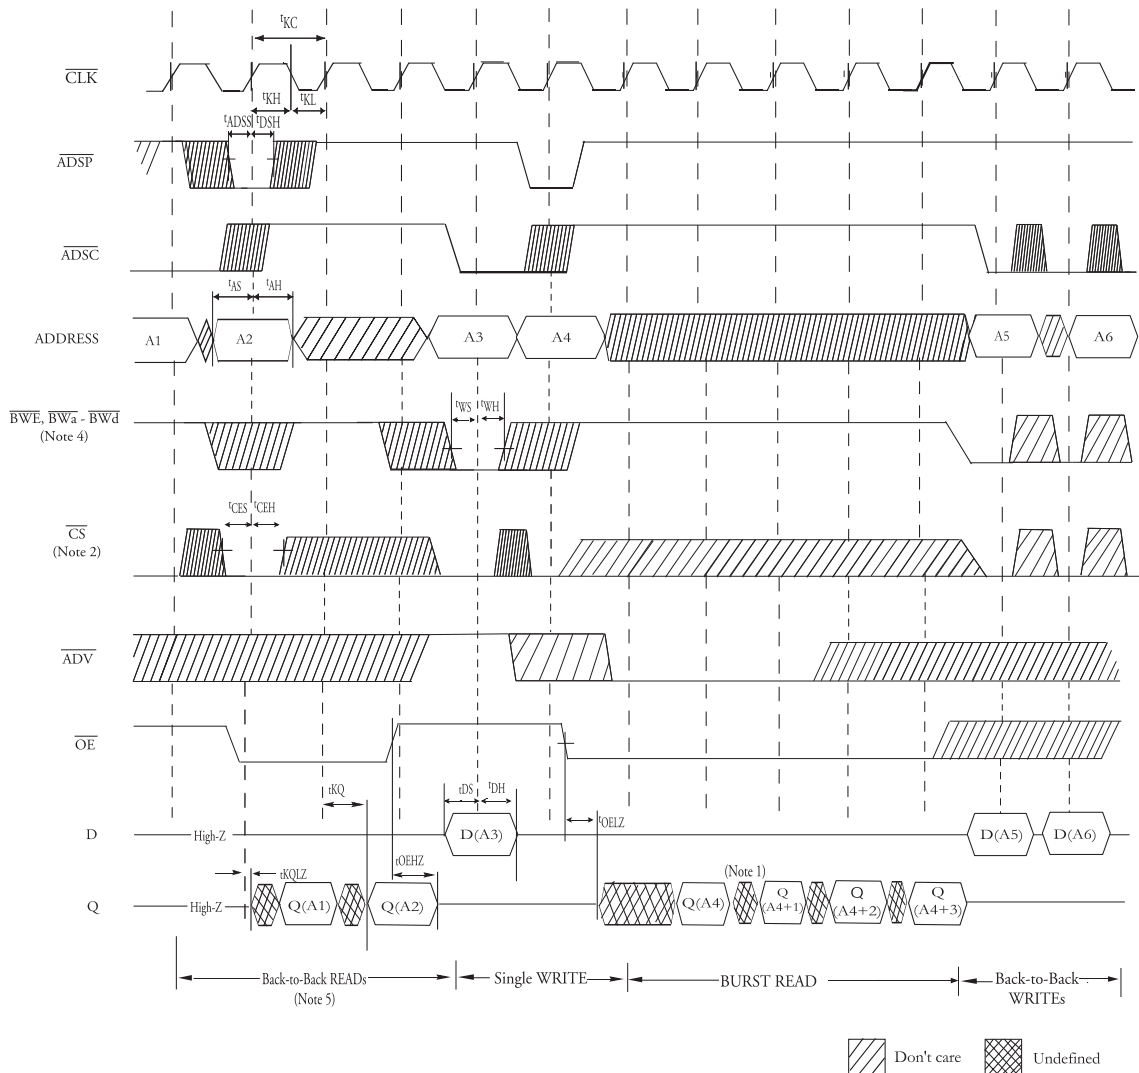 tKC
CLK
tKH tKL
tADSS tDSH
ADSP
ADSC
tAS tAH
ADDRESS A1 A2 A3 A4 A5 A6
BWE, BWa - BWd
(Note 4)
tWS tWH
tCES tCEH
CS
(Note 2)
ADV
OE
tKQ tDS tDH tOELZ
D High-Z D(A3) D(A5) D(A6)
tOEHZ
tKQLZ
(Note 1)
Q High-Z Q(A1) Q(A2) Q(A4) Q (A4+1) Q (A4+2) Q (A4+3)
Back-to-Back READs
(Note 5)
Single WRITE
BURST READ
Back-to-Back
WRITEs
Don't care
Undefined